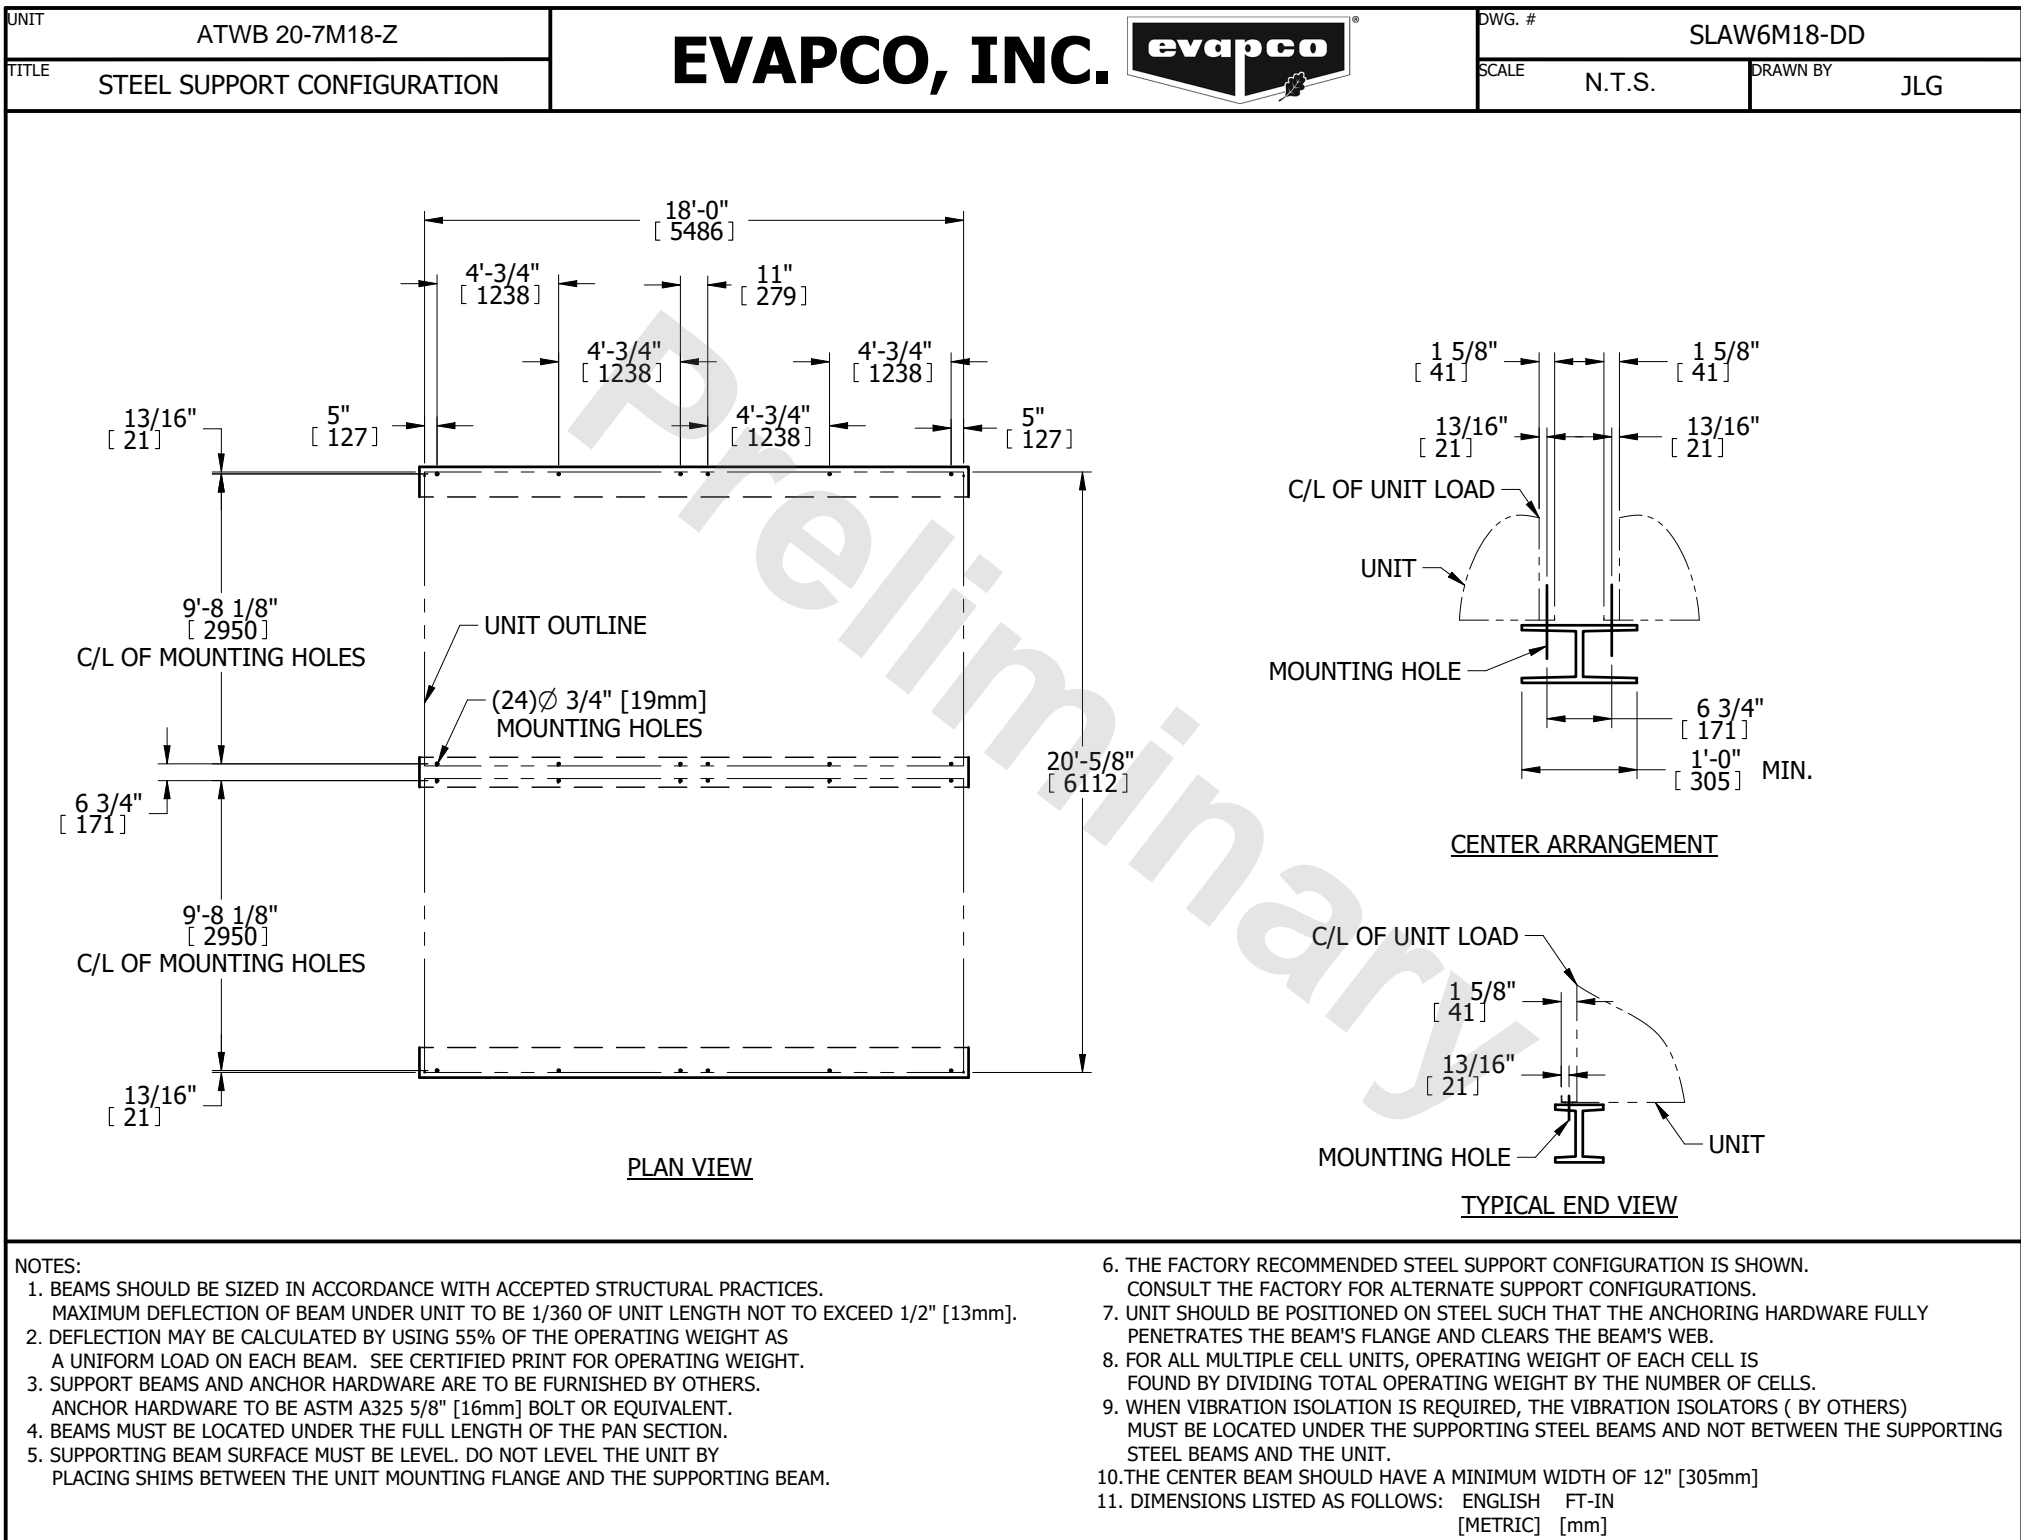 UNIT
ATWB 20-7M18-Z
TITLE
STEEL SUPPORT CONFIGURATION
EVAPCO, INC.
evapco
®
DWG. #
SLAW6M18-DD
SCALE
N.T.S.
DRAWN BY
JLG
18'-0"
[ 5486 ]
4'-3/4"
[ 1238 ]
11"
[ 279 ]
4'-3/4"
[ 1238 ]
4'-3/4"
[ 1238 ]
13/16"
[ 21 ]
5"
[ 127 ]
4'-3/4"
[ 1238 ]
5"
[ 127 ]
9'-8 1/8"
[ 2950 ]
C/L OF MOUNTING HOLES
UNIT OUTLINE
(24)∅ 3/4" [19mm]
MOUNTING HOLES
6 3/4"
[ 171 ]
20'-5/8"
[ 6112 ]
9'-8 1/8"
[ 2950 ]
C/L OF MOUNTING HOLES
13/16"
[ 21 ]
PLAN VIEW
1 5/8"
[ 41 ]
1 5/8"
[ 41 ]
13/16"
[ 21 ]
13/16"
[ 21 ]
C/L OF UNIT LOAD
UNIT
MOUNTING HOLE
6 3/4"
[ 171 ]
1'-0"
[ 305 ] MIN.
CENTER ARRANGEMENT
C/L OF UNIT LOAD
1 5/8"
[ 41 ]
13/16"
[ 21 ]
MOUNTING HOLE
UNIT
TYPICAL END VIEW
Preliminary
NOTES:
1. BEAMS SHOULD BE SIZED IN ACCORDANCE WITH ACCEPTED STRUCTURAL PRACTICES.
MAXIMUM DEFLECTION OF BEAM UNDER UNIT TO BE 1/360 OF UNIT LENGTH NOT TO EXCEED 1/2" [13mm].
2. DEFLECTION MAY BE CALCULATED BY USING 55% OF THE OPERATING WEIGHT AS
A UNIFORM LOAD ON EACH BEAM. SEE CERTIFIED PRINT FOR OPERATING WEIGHT.
3. SUPPORT BEAMS AND ANCHOR HARDWARE ARE TO BE FURNISHED BY OTHERS.
ANCHOR HARDWARE TO BE ASTM A325 5/8" [16mm] BOLT OR EQUIVALENT.
4. BEAMS MUST BE LOCATED UNDER THE FULL LENGTH OF THE PAN SECTION.
5. SUPPORTING BEAM SURFACE MUST BE LEVEL. DO NOT LEVEL THE UNIT BY
PLACING SHIMS BETWEEN THE UNIT MOUNTING FLANGE AND THE SUPPORTING BEAM.
6. THE FACTORY RECOMMENDED STEEL SUPPORT CONFIGURATION IS SHOWN.
CONSULT THE FACTORY FOR ALTERNATE SUPPORT CONFIGURATIONS.
7. UNIT SHOULD BE POSITIONED ON STEEL SUCH THAT THE ANCHORING HARDWARE FULLY
PENETRATES THE BEAM'S FLANGE AND CLEARS THE BEAM'S WEB.
8. FOR ALL MULTIPLE CELL UNITS, OPERATING WEIGHT OF EACH CELL IS
FOUND BY DIVIDING TOTAL OPERATING WEIGHT BY THE NUMBER OF CELLS.
9. WHEN VIBRATION ISOLATION IS REQUIRED, THE VIBRATION ISOLATORS ( BY OTHERS)
MUST BE LOCATED UNDER THE SUPPORTING STEEL BEAMS AND NOT BETWEEN THE SUPPORTING
STEEL BEAMS AND THE UNIT.
10.THE CENTER BEAM SHOULD HAVE A MINIMUM WIDTH OF 12" [305mm]
11. DIMENSIONS LISTED AS FOLLOWS: ENGLISH FT-IN
[METRIC] [mm]